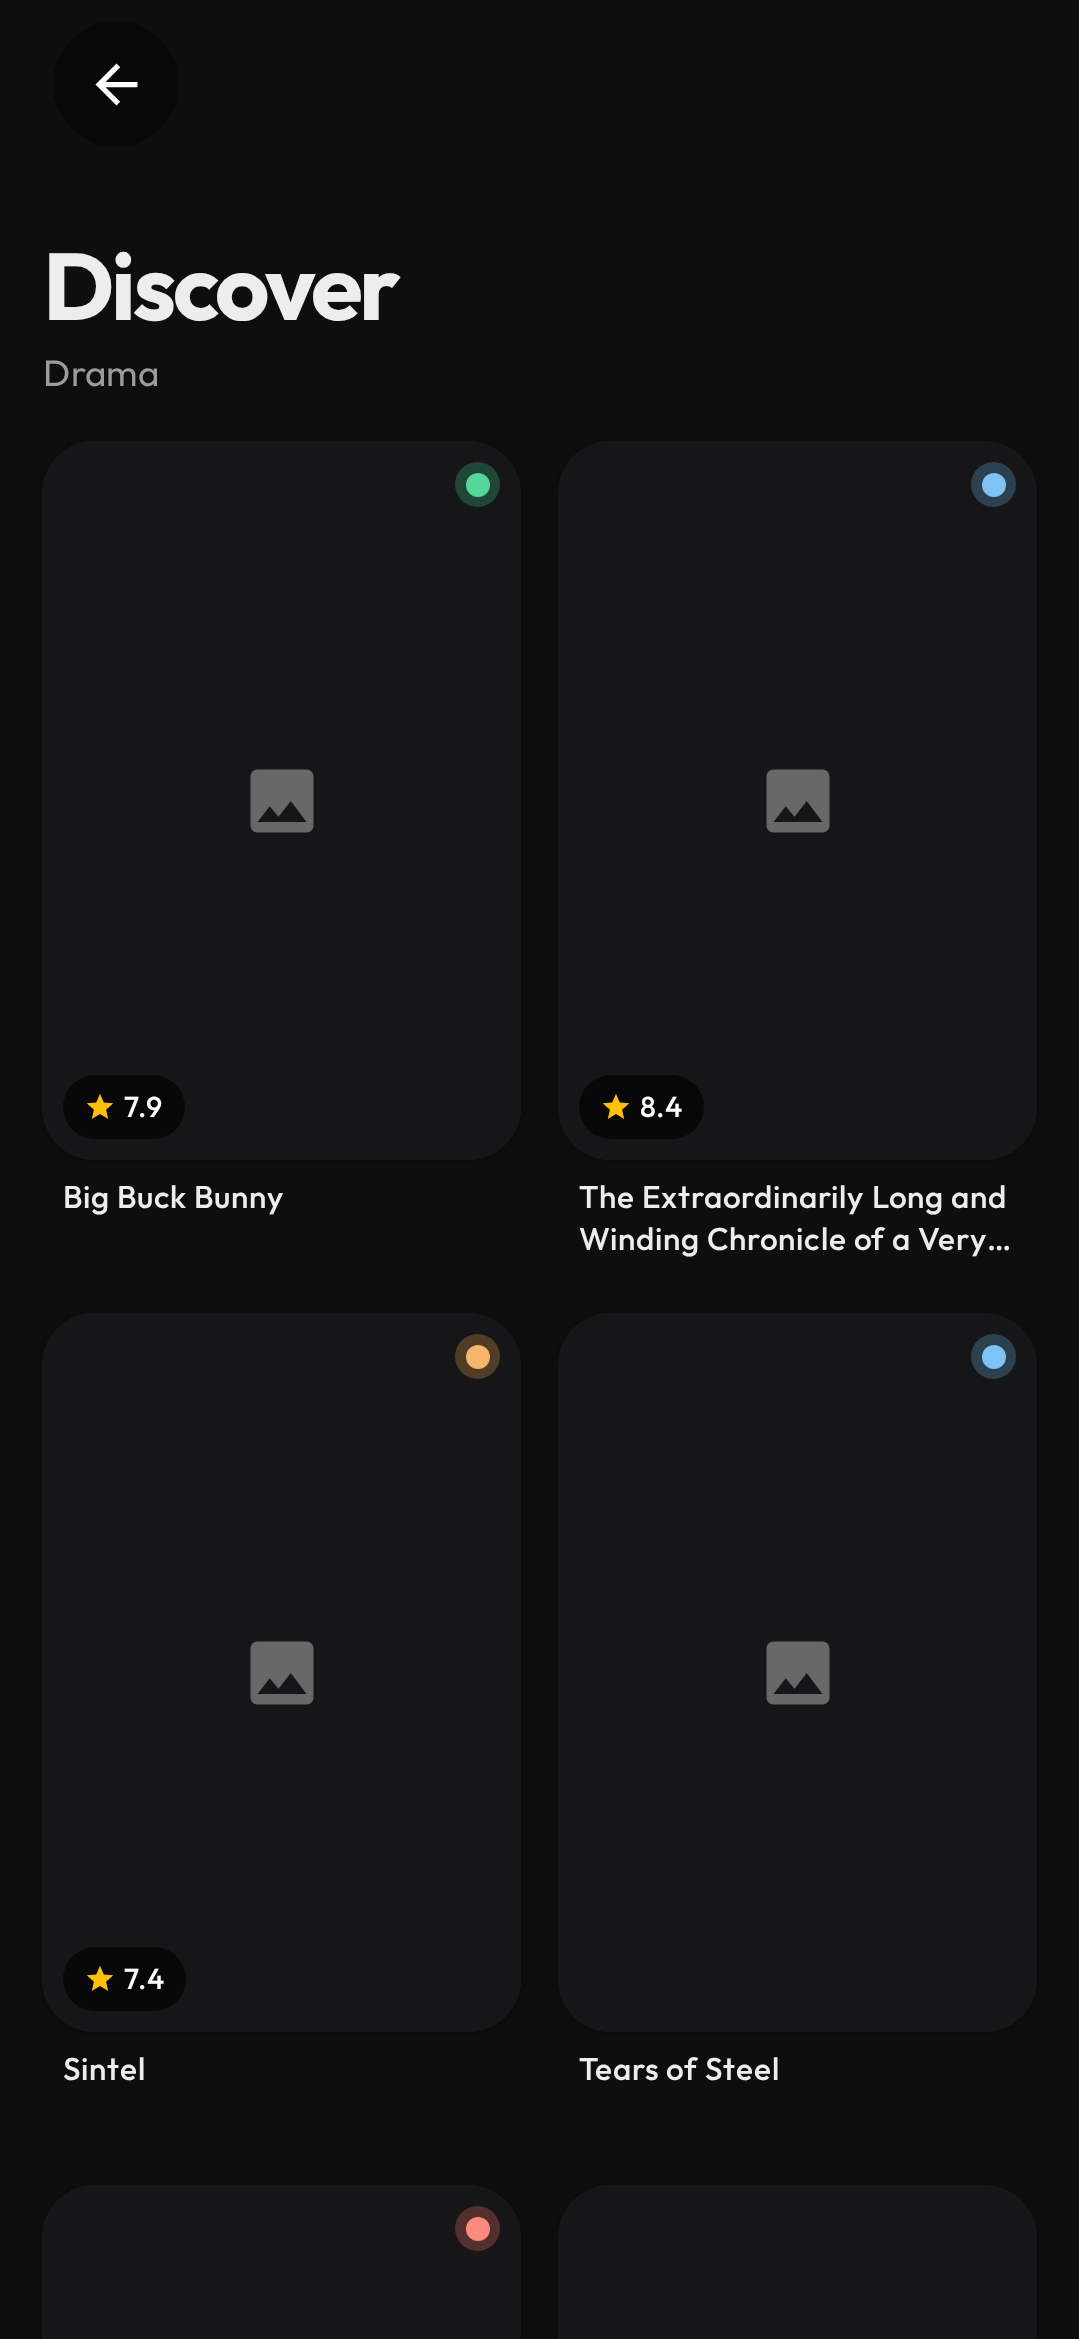 Discover
Drama
7.9
8.4
Big Buck Bunny
The Extraordinarily Long and
Winding Chronicle of a Very...
7.4
Sintel
Tears of Steel